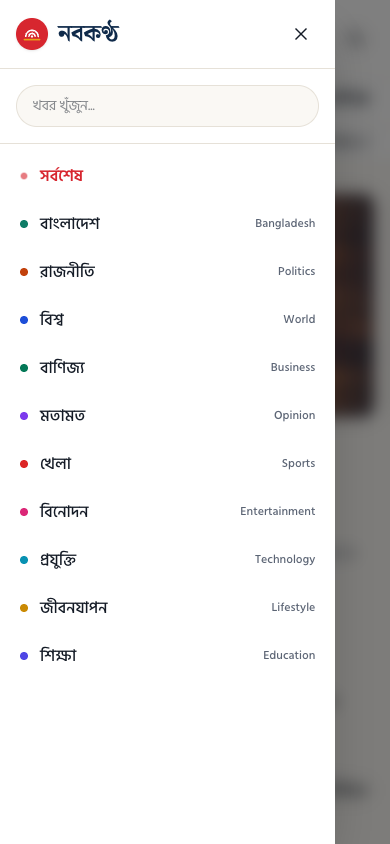 নবকণ্ঠ
খবর খুঁজুন...
সর্বশেষ
বাংলাদেশ Bangladesh
রাজনীতি Politics
বিশ্ব World
বাণিজ্য Business
মতামত Opinion
খেলা Sports
বিনোদন Entertainment
প্রযুক্তি Technology
জীবনযাপন Lifestyle
শিক্ষা Education